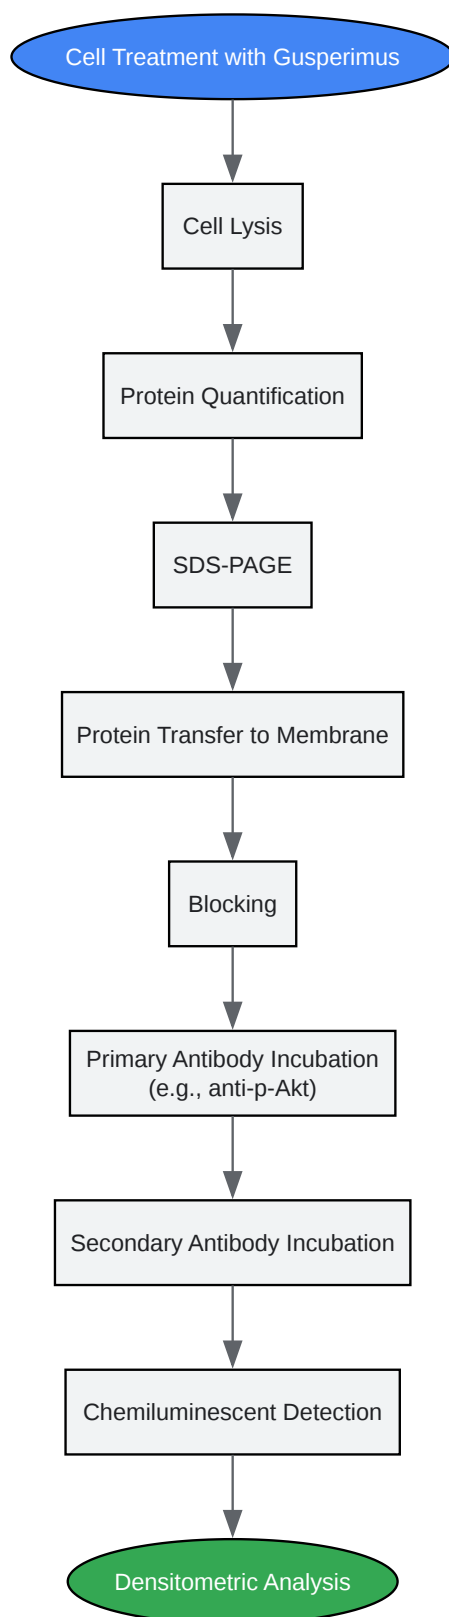 Cell Treatment with Gusperimus
Cell Lysis
Protein Quantification
SDS-PAGE
Protein Transfer to Membrane
Blocking
Primary Antibody Incubation
(e.g., anti-p-Akt)
Secondary Antibody Incubation
Chemiluminescent Detection
Densitometric Analysis